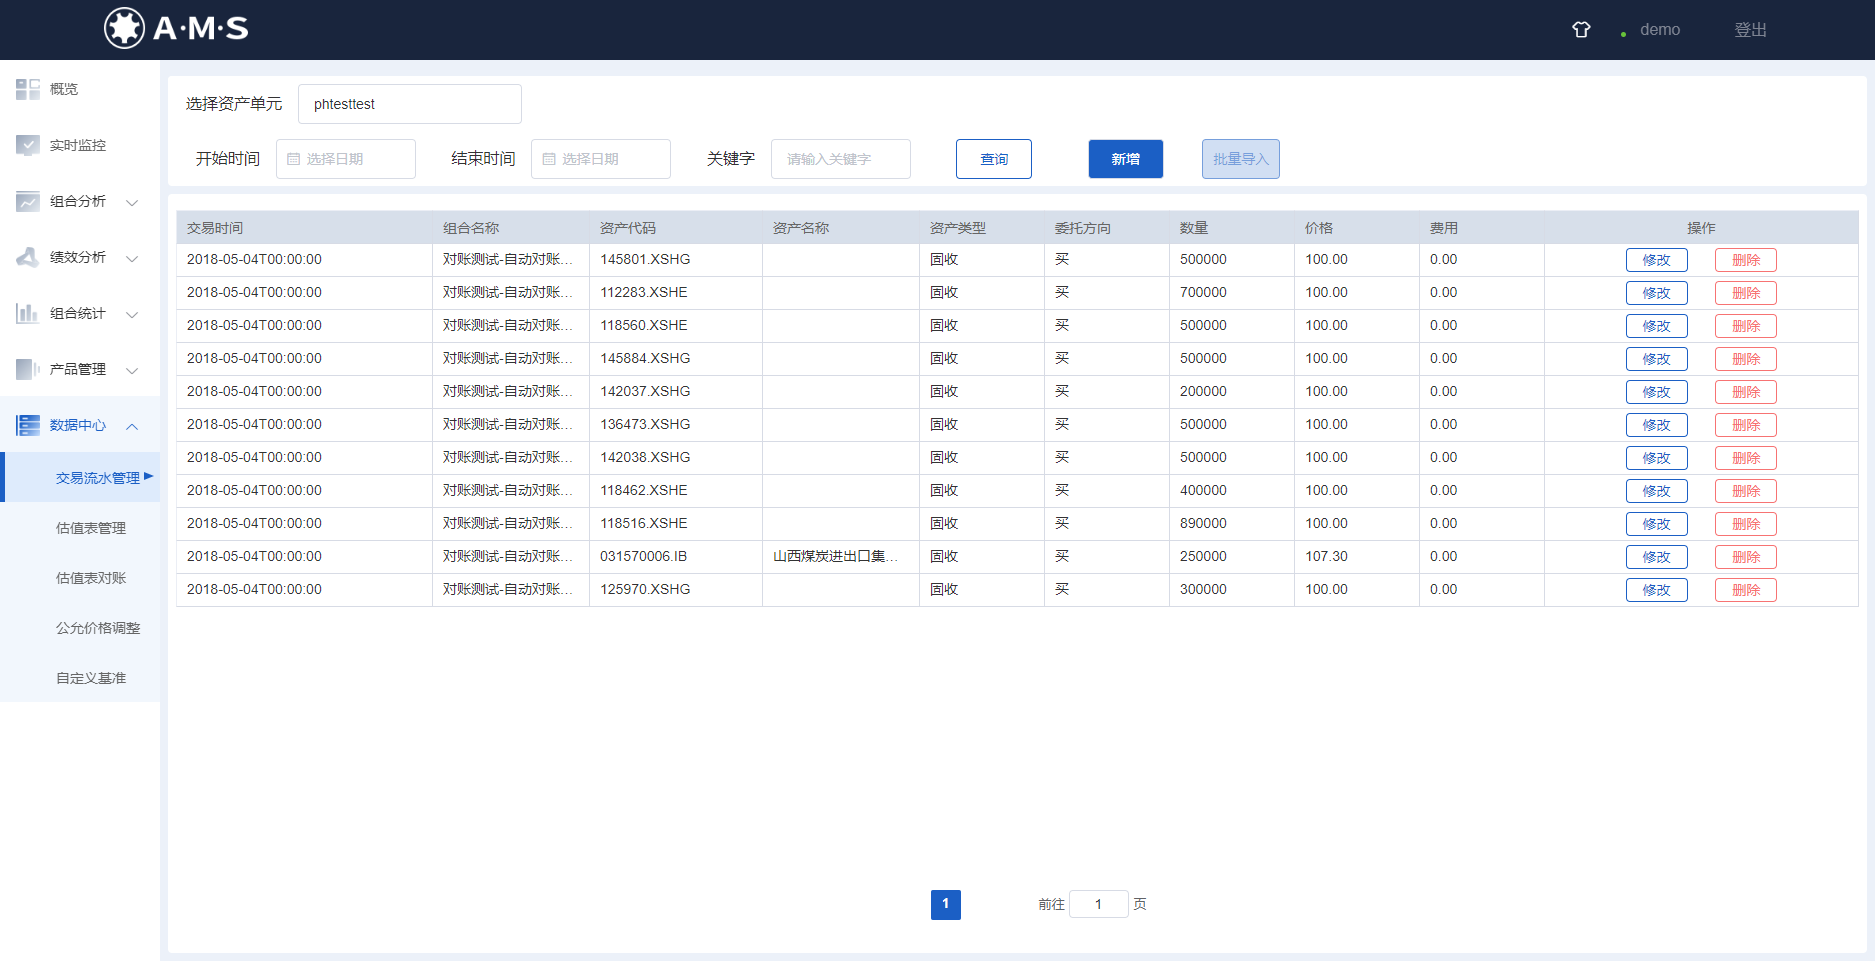 A·M·S
demo
登出
概览
实时监控
组合分析
绩效分析
组合统计
产品管理
数据中心
交易流水管理
估值表管理
估值表对账
公允价格调整
自定义基准
选择资产单元 phtesttest
开始时间 选择日期 结束时间 选择日期 关键字 请输入关键字 查询 新增 批量导入
交易时间 组合名称 资产代码 资产名称 资产类型 委托方向 数量 价格 费用 操作
2018-05-04T00:00:00 对账测试-自动对账... 145801.XSHG 固收 买 500000 100.00 0.00 修改 删除
2018-05-04T00:00:00 对账测试-自动对账... 112283.XSHE 固收 买 700000 100.00 0.00 修改 删除
2018-05-04T00:00:00 对账测试-自动对账... 118560.XSHE 固收 买 500000 100.00 0.00 修改 删除
2018-05-04T00:00:00 对账测试-自动对账... 145884.XSHG 固收 买 500000 100.00 0.00 修改 删除
2018-05-04T00:00:00 对账测试-自动对账... 142037.XSHG 固收 买 200000 100.00 0.00 修改 删除
2018-05-04T00:00:00 对账测试-自动对账... 136473.XSHG 固收 买 500000 100.00 0.00 修改 删除
2018-05-04T00:00:00 对账测试-自动对账... 142038.XSHG 固收 买 500000 100.00 0.00 修改 删除
2018-05-04T00:00:00 对账测试-自动对账... 118462.XSHE 固收 买 400000 100.00 0.00 修改 删除
2018-05-04T00:00:00 对账测试-自动对账... 118516.XSHE 固收 买 890000 100.00 0.00 修改 删除
2018-05-04T00:00:00 对账测试-自动对账... 031570006.IB 山西煤炭进出口集... 固收 买 250000 107.30 0.00 修改 删除
2018-05-04T00:00:00 对账测试-自动对账... 125970.XSHG 固收 买 300000 100.00 0.00 修改 删除
1 前往 1 页